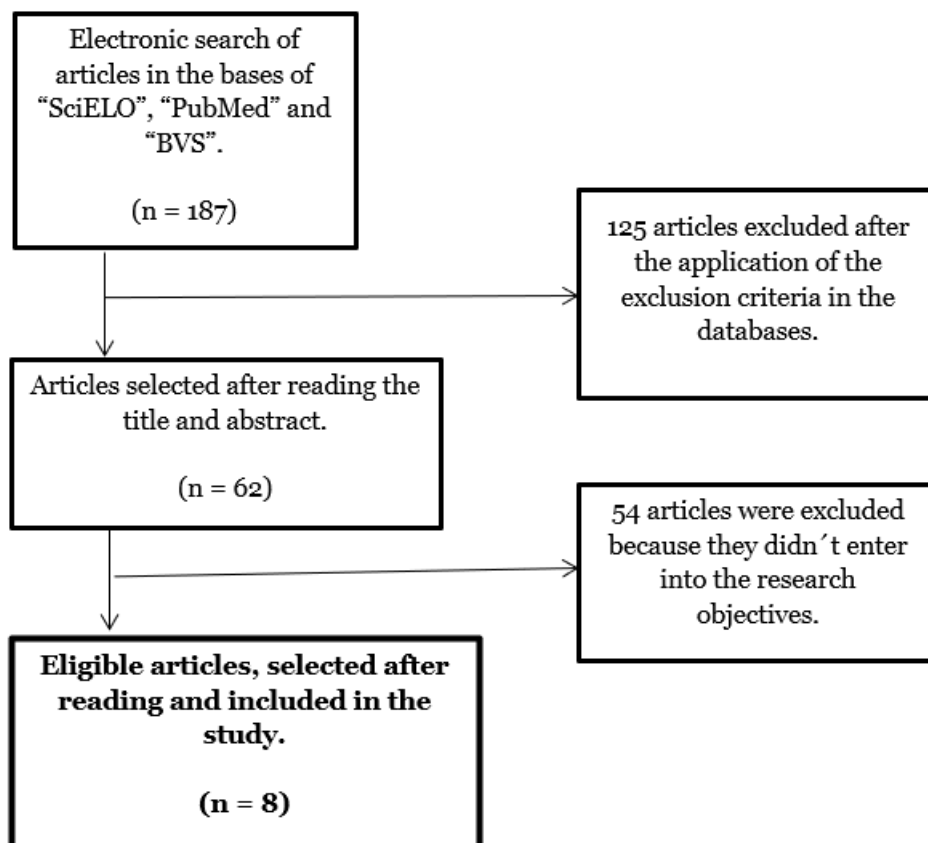 Electronic search of
articles in the bases of
“SciELO”, “PubMed” and
“BVS”.
(n = 187)
125 articles excluded after
the application of the
exclusion criteria in the
databases.
Articles selected after reading the
title and abstract.
(n = 62)
54 articles were excluded
because they didn´t enter
into the research
objectives.
Eligible articles, selected after
reading and included in the
study.
(n = 8)